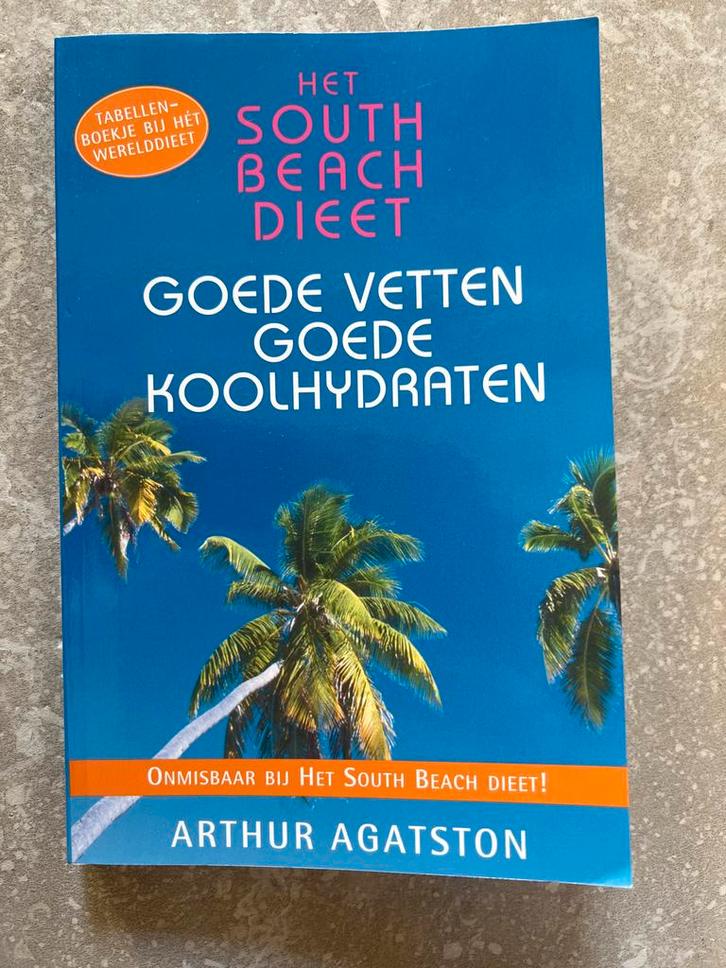 TABELLEN-
BOEKJE BIJ HÉT
WERELDDIEET
HET
SOUTH
BEACH
DIEET
GOEDE VETTEN
GOEDE
KOOLHYDRATEN
ONMISBAAR BIJ HET SOUTH BEACH DIEET!
ARTHUR AGATSTON